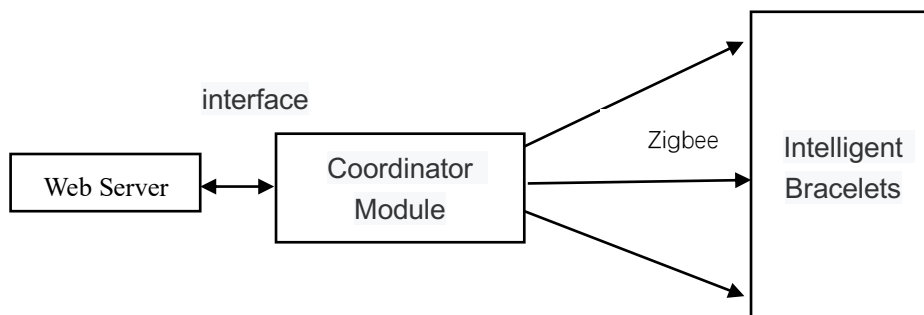 interface
Web Server
Coordinator
Module
Zigbee
Intelligent
Bracelets